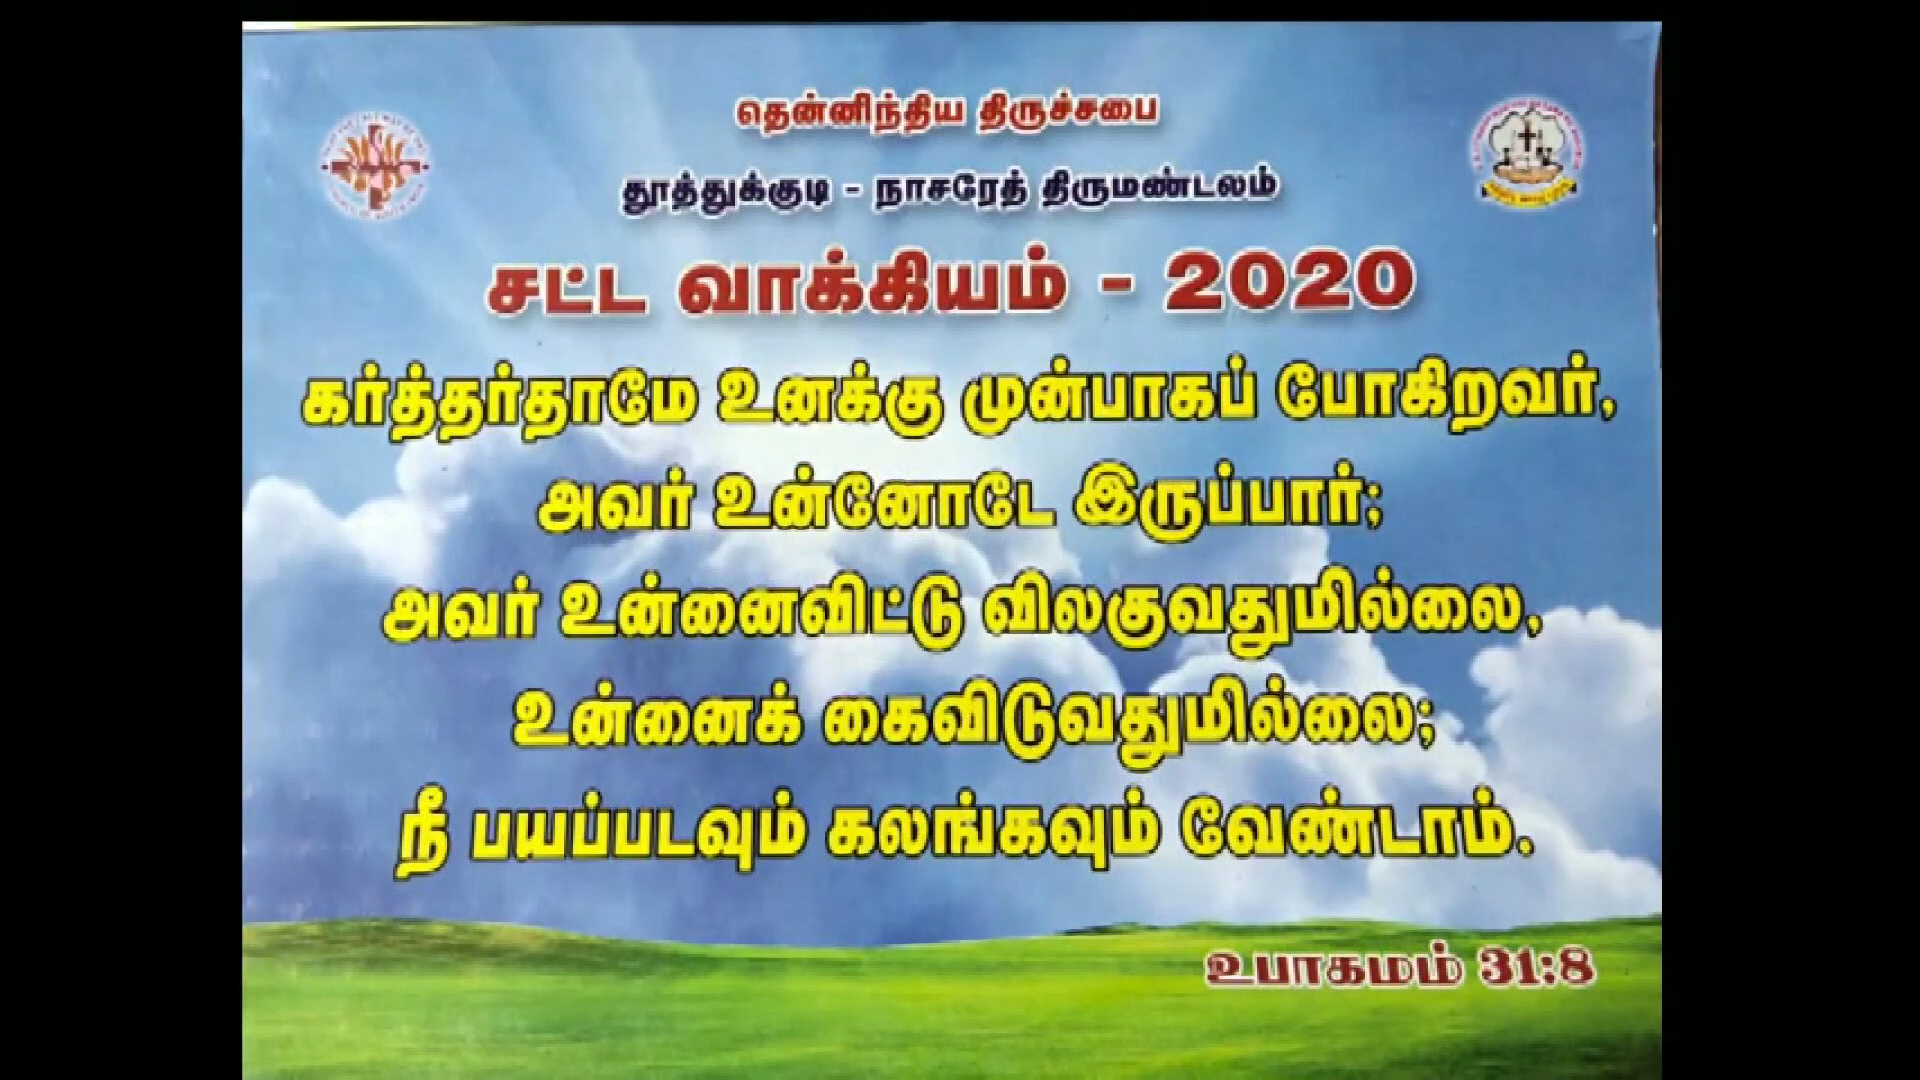 தென்னிந்திய திருச்சபை
தூத்துக்குடி - நாசரேத் திருமண்டலம்
சட்ட வாக்கியம் - 2020
கர்த்தர்தாமே உனக்கு முன்பாகப் போகிறவர்,
அவர் உன்னோடே இருப்பார்;
அவர் உன்னைவிட்டு விலகுவதுமில்லை,
உன்னைக் கைவிடுவதுமில்லை;
நீ பயப்படவும் கலங்கவும் வேண்டாம்.
உபாகமம் 31:8